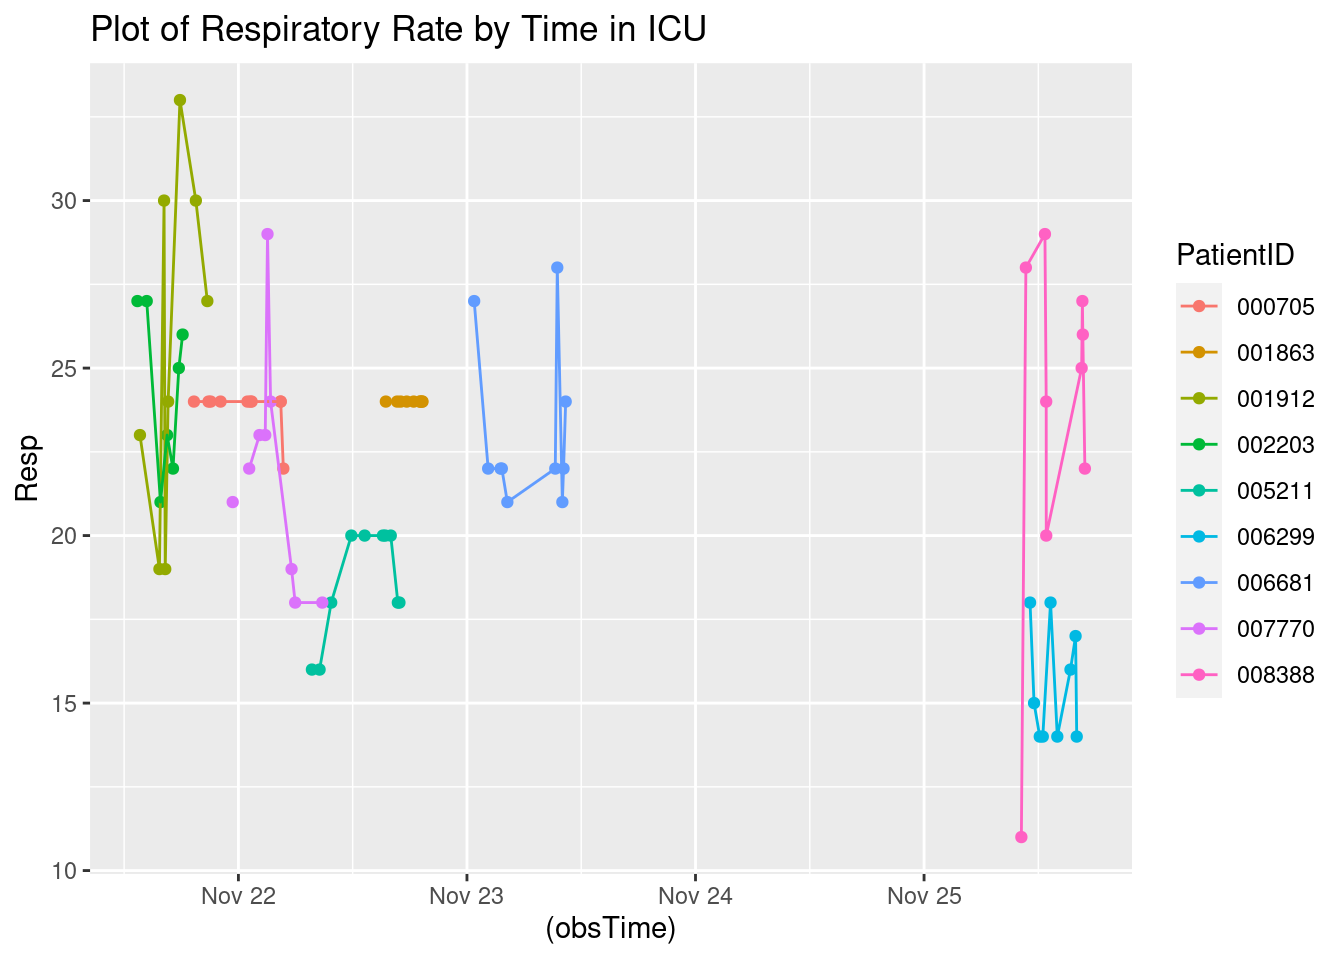 Plot of Respiratory Rate by Time in ICU
Resp
30
25
20
15
10
Nov 22
Nov 23
Nov 24
Nov 25
(obsTime)
PatientID
000705
001863
001912
002203
005211
006299
006681
007770
008388